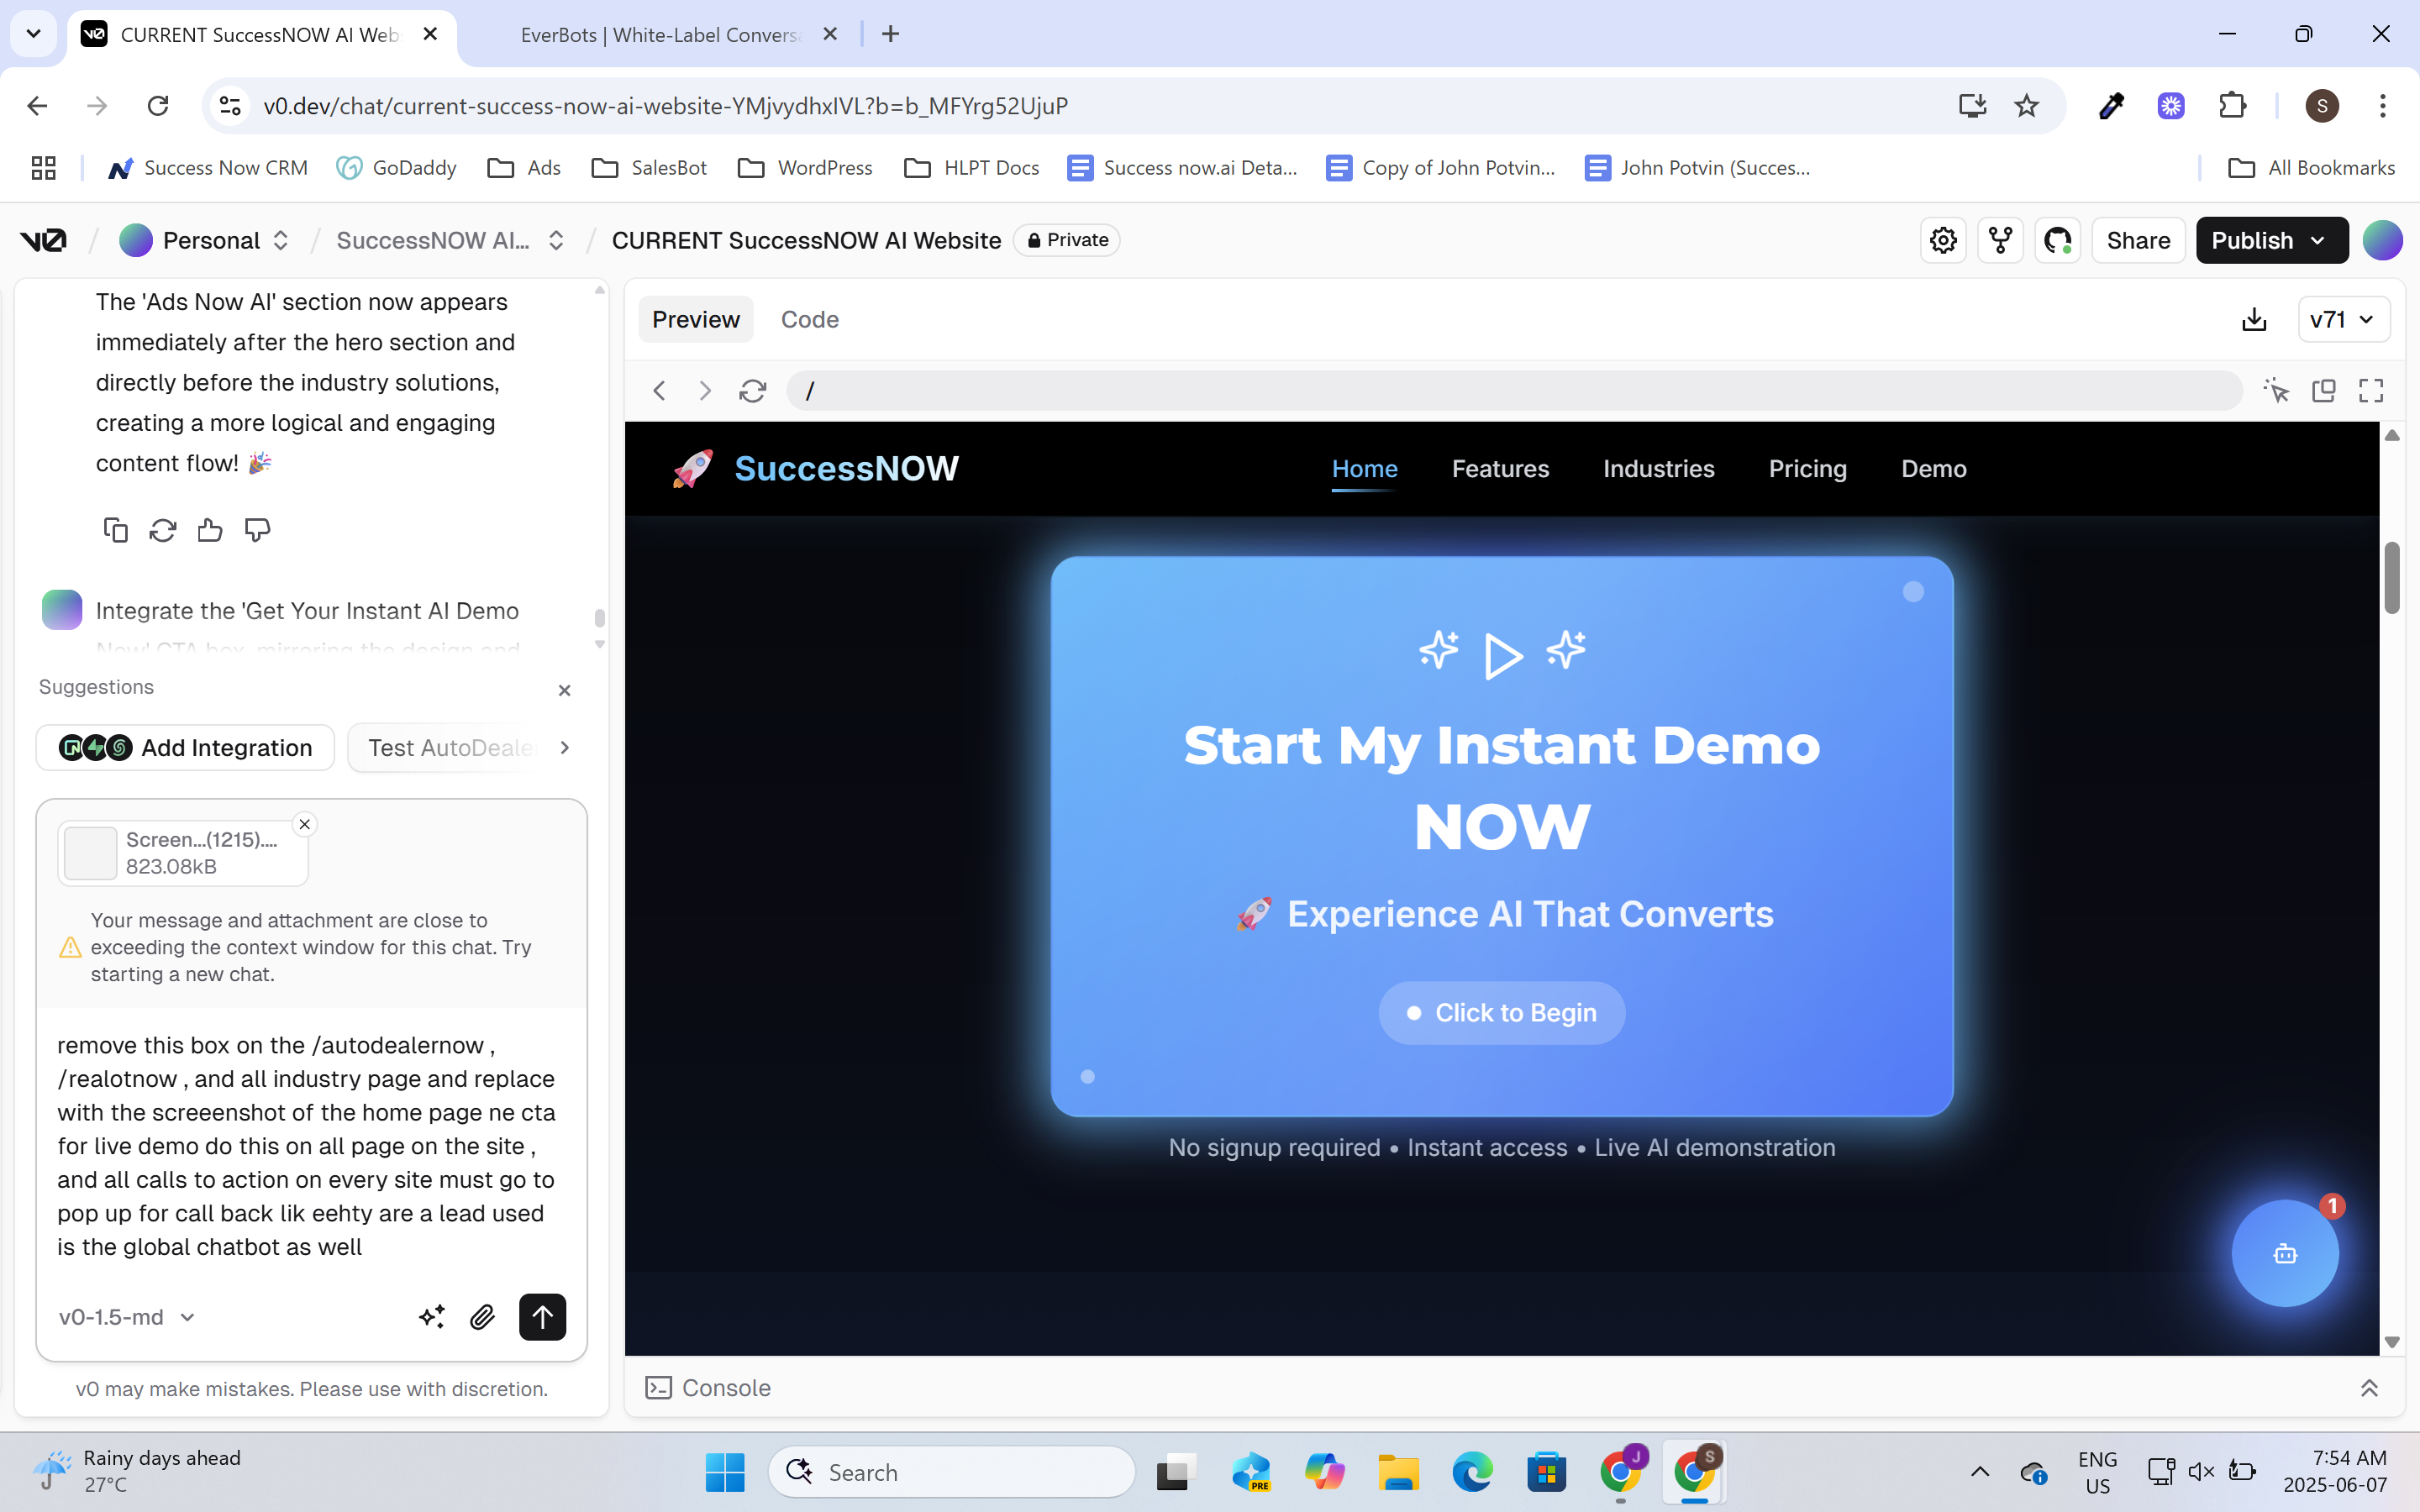 CURRENT SuccessNOW AI Web
EverBots | White-Label Convers
v0.dev/chat/current-success-now-ai-website-YMjvydhxIVL?b=b_MFYrg52UjuP
S
Success Now CRM
GoDaddy
Ads
SalesBot
WordPress
HLPT Docs
Success now.ai Deta...
Copy of John Potvin...
John Potvin (Succes...
All Bookmarks
v0
/
Personal
/
SuccessNOW AI...
/
CURRENT SuccessNOW AI Website
Private
Share
Publish
The 'Ads Now AI' section now appears
immediately after the hero section and
directly before the industry solutions,
creating a more logical and engaging
content flow! 🎉
Integrate the 'Get Your Instant AI Demo
Now' CTA box, mirroring the design and
Suggestions
Add Integration
Test AutoDeale
Screen...(1215)....
823.08kB
Your message and attachment are close to
exceeding the context window for this chat. Try
starting a new chat.
remove this box on the /autodealernow ,
/realotnow , and all industry page and replace
with the screeenshot of the home page ne cta
for live demo do this on all page on the site ,
and all calls to action on every site must go to
pop up for call back lik eehty are a lead used
is the global chatbot as well
v0-1.5-md
v0 may make mistakes. Please use with discretion.
Preview
Code
v71
/
🚀 SuccessNOW
Home
Features
Industries
Pricing
Demo
Start My Instant Demo
NOW
🚀 Experience AI That Converts
Click to Begin
No signup required • Instant access • Live AI demonstration
1
Console
Rainy days ahead
27°C
Search
PRE
J
S
ENG
US
7:54 AM
2025-06-07